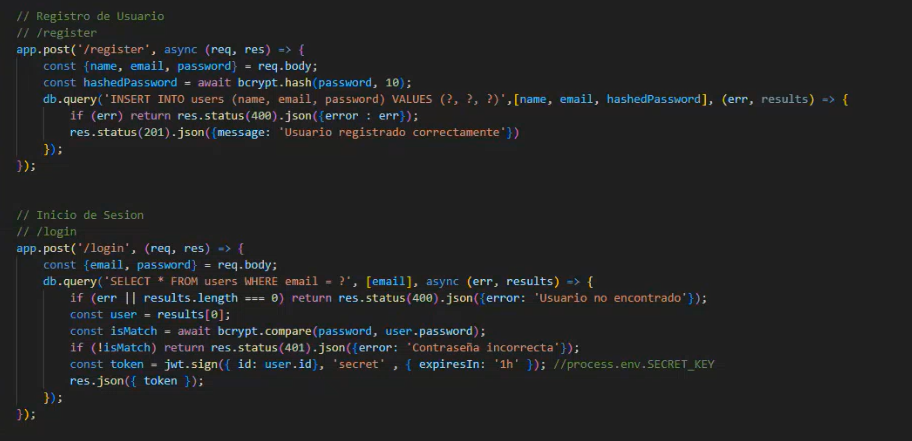 // Registro de Usuario
// /register
app.post('/register', async (req, res) => {
    const {name, email, password} = req.body;
    const hashedPassword = await bcrypt.hash(password, 10);
    db.query('INSERT INTO users (name, email, password) VALUES (?, ?, ?)',[name, email, hashedPassword], (err, results) => {
        if (err) return res.status(400).json({error : err});
        res.status(201).json({message: 'Usuario registrado correctamente'})
    });
});
// Inicio de Sesion
// /login
app.post('/login', (req, res) => {
    const {email, password} = req.body;
    db.query('SELECT * FROM users WHERE email = ?', [email], async (err, results) => {
        if (err || results.length === 0) return res.status(400).json({error: 'Usuario no encontrado'});
        const user = results[0];
        const isMatch = await bcrypt.compare(password, user.password);
        if (!isMatch) return res.status(401).json({error: 'Contraseña incorrecta'});
        const token = jwt.sign({ id: user.id}, 'secret' , { expiresIn: '1h' }); //process.env.SECRET_KEY
        res.json({ token });
    });
});